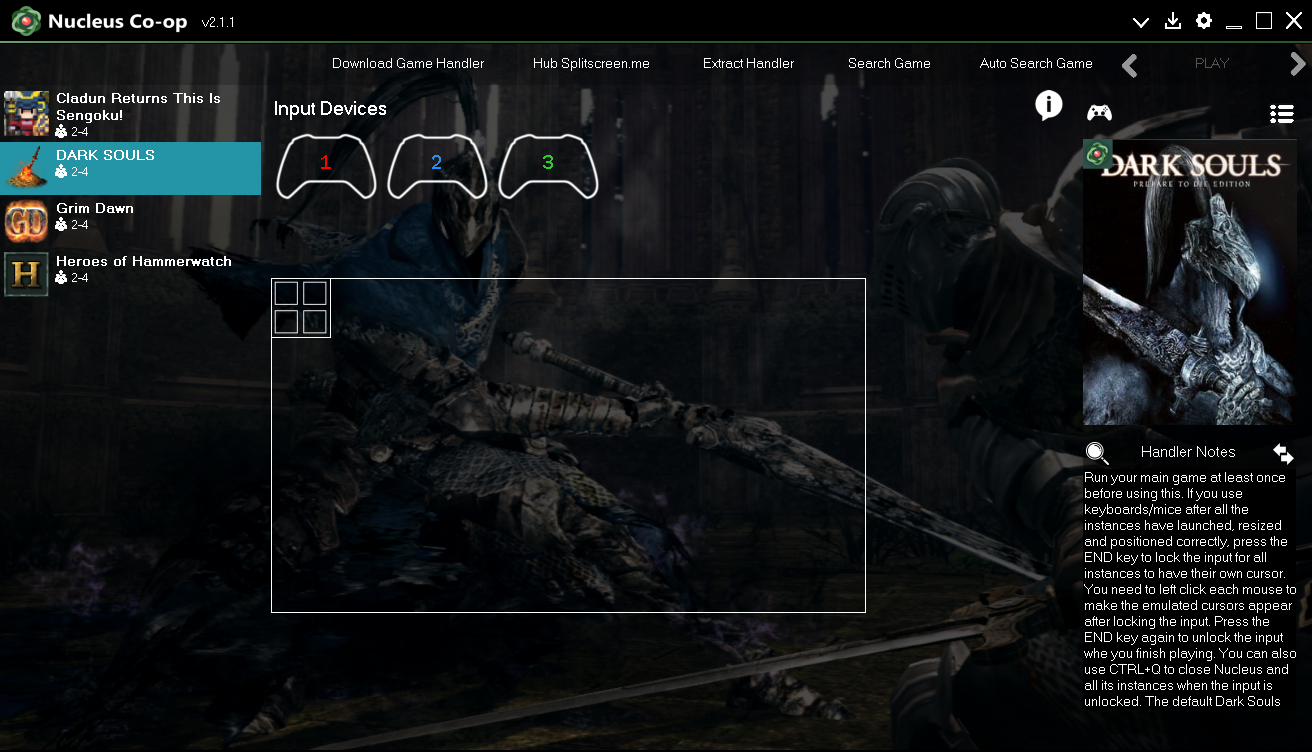 Nucleus Co-op v2.1.1
Download Game Handler Hub Splitscreen.me Extract Handler Search Game Auto Search Game PLAY
Cladun Returns This Is
Sengoku!
2-4
DARK SOULS
2-4
GD
Grim Dawn
2-4
H
Heroes of Hammerwatch
2-4
Input Devices
1 2 3
i
DARK SOULS
PREPARE TO DIE EDITION
Handler Notes
Run your main game at least once
before using this. If you use
keyboards/mice after all the
instances have launched, resized
and positioned correctly, press the
END key to lock the input for all
instances to have their own cursor.
You need to left click each mouse to
make the emulated cursors appear
after locking the input. Press the
END key again to unlock the input
whe you finish playing. You can also
use CTRL+Q to close Nucleus and
all its instances when the input is
unlocked. The default Dark Souls